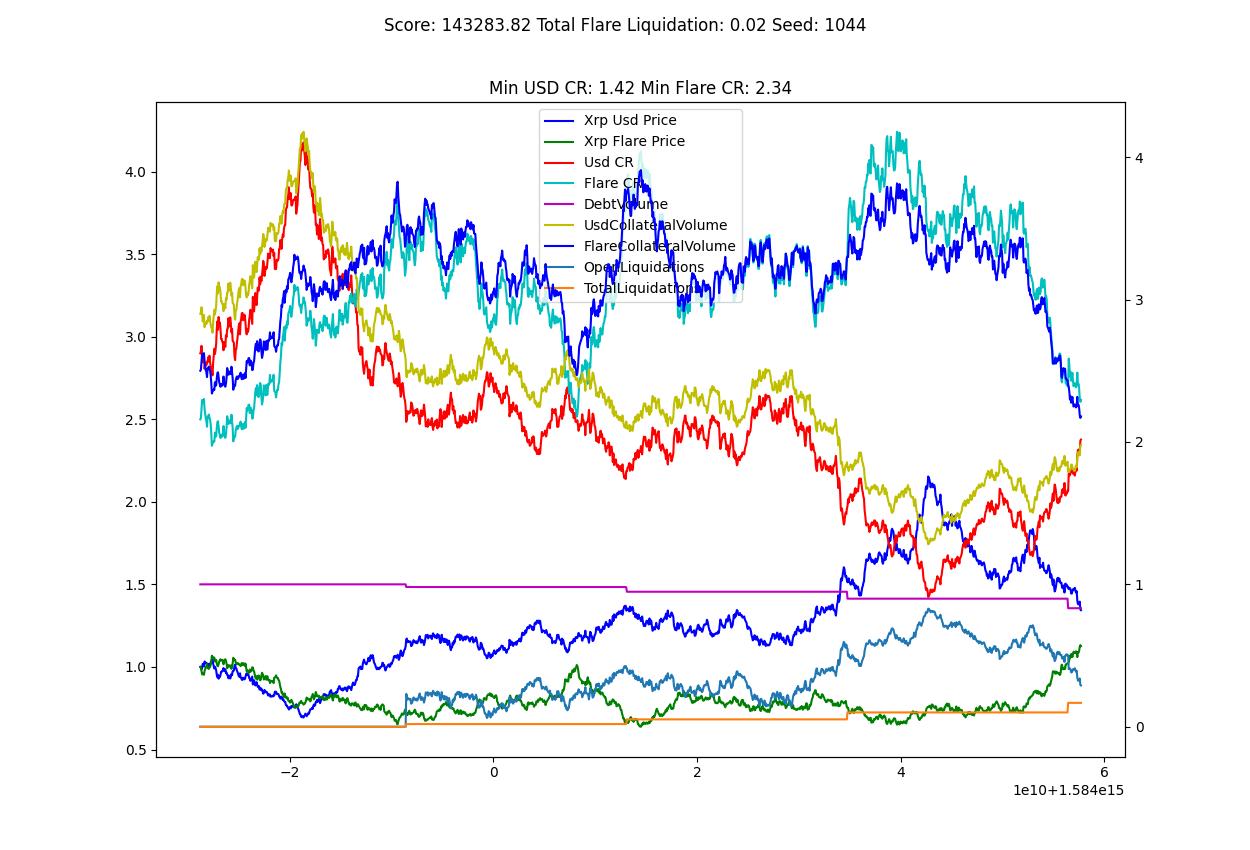 Score: 143283.82 Total Flare Liquidation: 0.02 Seed: 1044
Min USD CR: 1.42 Min Flare CR: 2.34
Xrp Usd Price
Xrp Flare Price
Usd CR
Flare CR
DebtVolume
UsdCollateralVolume
FlareCollateralVolume
OpenLiquidations
TotalLiquidations
4.0
3.5
3.0
2.5
2.0
1.5
1.0
0.5
4
3
2
1
0
−2
0
2
4
6
1e10+1.584e15